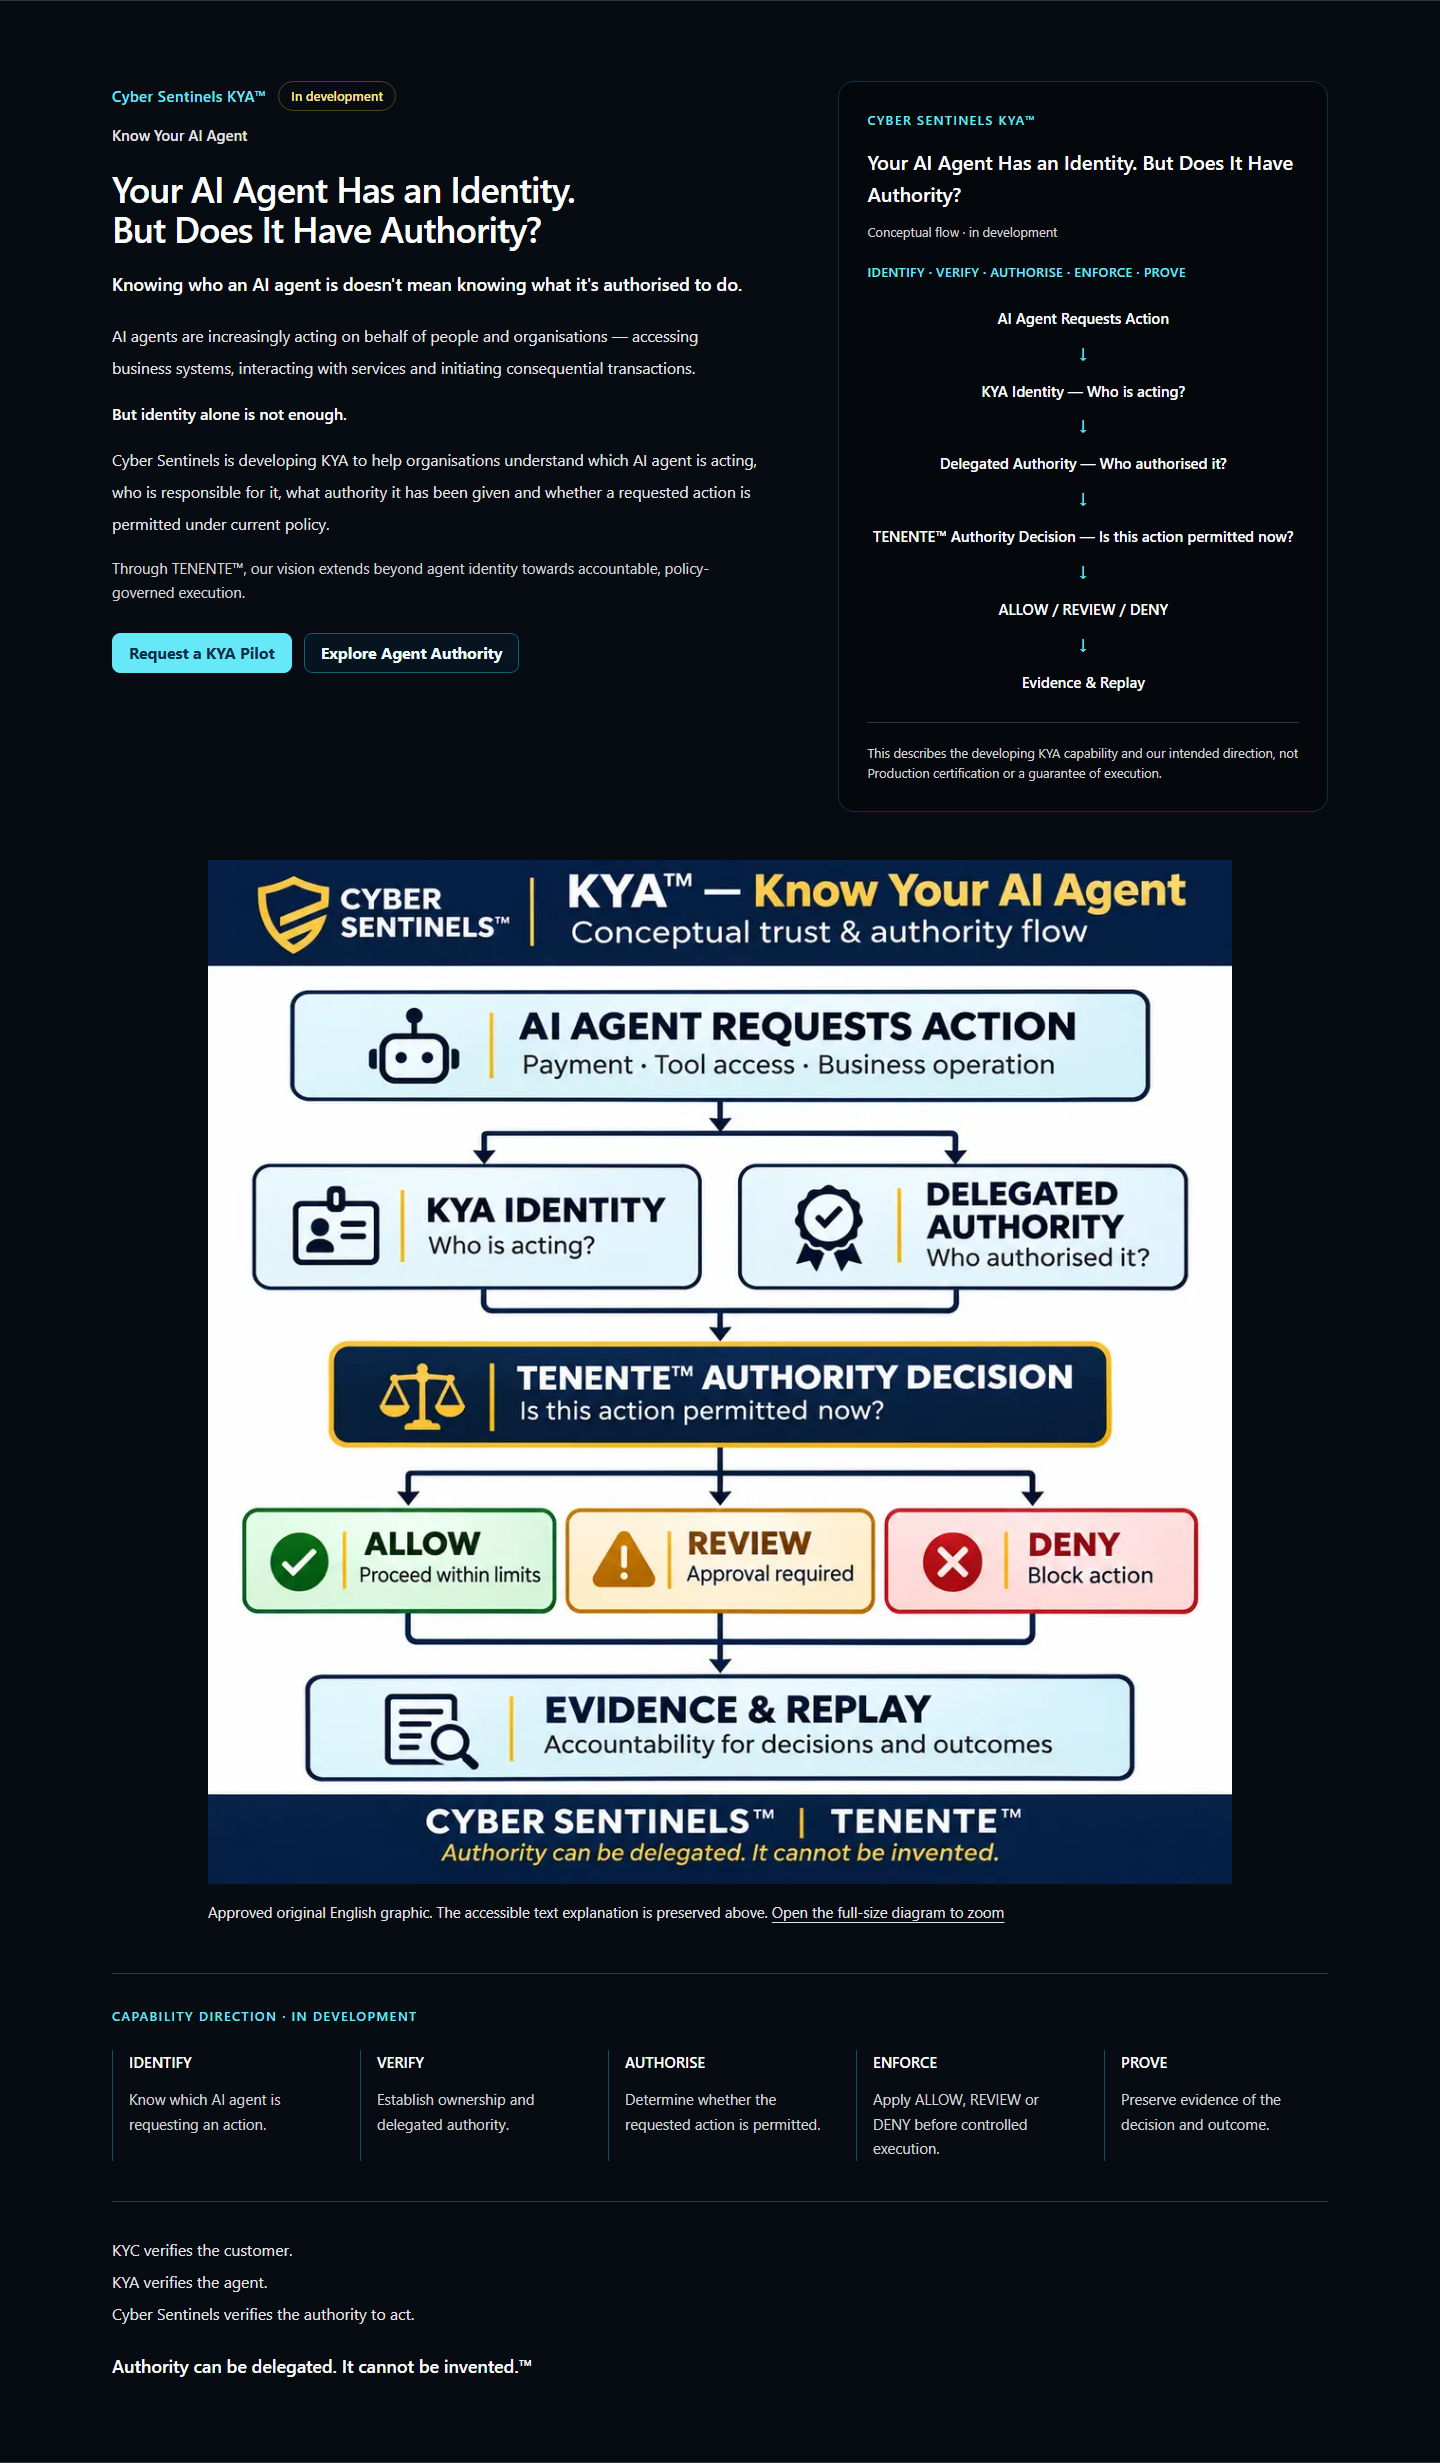 Cyber Sentinels KYA™ In development
Know Your AI Agent
Your AI Agent Has an Identity.
But Does It Have Authority?
Knowing who an AI agent is doesn't mean knowing what it's authorised to do.
AI agents are increasingly acting on behalf of people and organisations — accessing
business systems, interacting with services and initiating consequential transactions.
But identity alone is not enough.
Cyber Sentinels is developing KYA to help organisations understand which AI agent is acting,
who is responsible for it, what authority it has been given and whether a requested action is
permitted under current policy.
Through TENENTE™, our vision extends beyond agent identity towards accountable, policy-
governed execution.
Request a KYA Pilot
Explore Agent Authority
CYBER SENTINELS KYA™
Your AI Agent Has an Identity. But Does It Have
Authority?
Conceptual flow · in development
IDENTIFY · VERIFY · AUTHORISE · ENFORCE · PROVE
AI Agent Requests Action
↓
KYA Identity — Who is acting?
↓
Delegated Authority — Who authorised it?
↓
TENENTE™ Authority Decision — Is this action permitted now?
↓
ALLOW / REVIEW / DENY
↓
Evidence & Replay
This describes the developing KYA capability and our intended direction, not
Production certification or a guarantee of execution.
CYBER
SENTINELS™
KYA™ — Know Your AI Agent
Conceptual trust & authority flow
AI AGENT REQUESTS ACTION
Payment · Tool access · Business operation
KYA IDENTITY
Who is acting?
DELEGATED
AUTHORITY
Who authorised it?
TENENTE™ AUTHORITY DECISION
Is this action permitted now?
ALLOW
Proceed within limits
REVIEW
Approval required
DENY
Block action
EVIDENCE & REPLAY
Accountability for decisions and outcomes
CYBER SENTINELS™ | TENENTE™
Authority can be delegated. It cannot be invented.
Approved original English graphic. The accessible text explanation is preserved above. Open the full-size diagram to zoom
CAPABILITY DIRECTION · IN DEVELOPMENT
IDENTIFY
Know which AI agent is
requesting an action.
VERIFY
Establish ownership and
delegated authority.
AUTHORISE
Determine whether the
requested action is permitted.
ENFORCE
Apply ALLOW, REVIEW or
DENY before controlled
execution.
PROVE
Preserve evidence of the
decision and outcome.
KYC verifies the customer.
KYA verifies the agent.
Cyber Sentinels verifies the authority to act.
Authority can be delegated. It cannot be invented.™